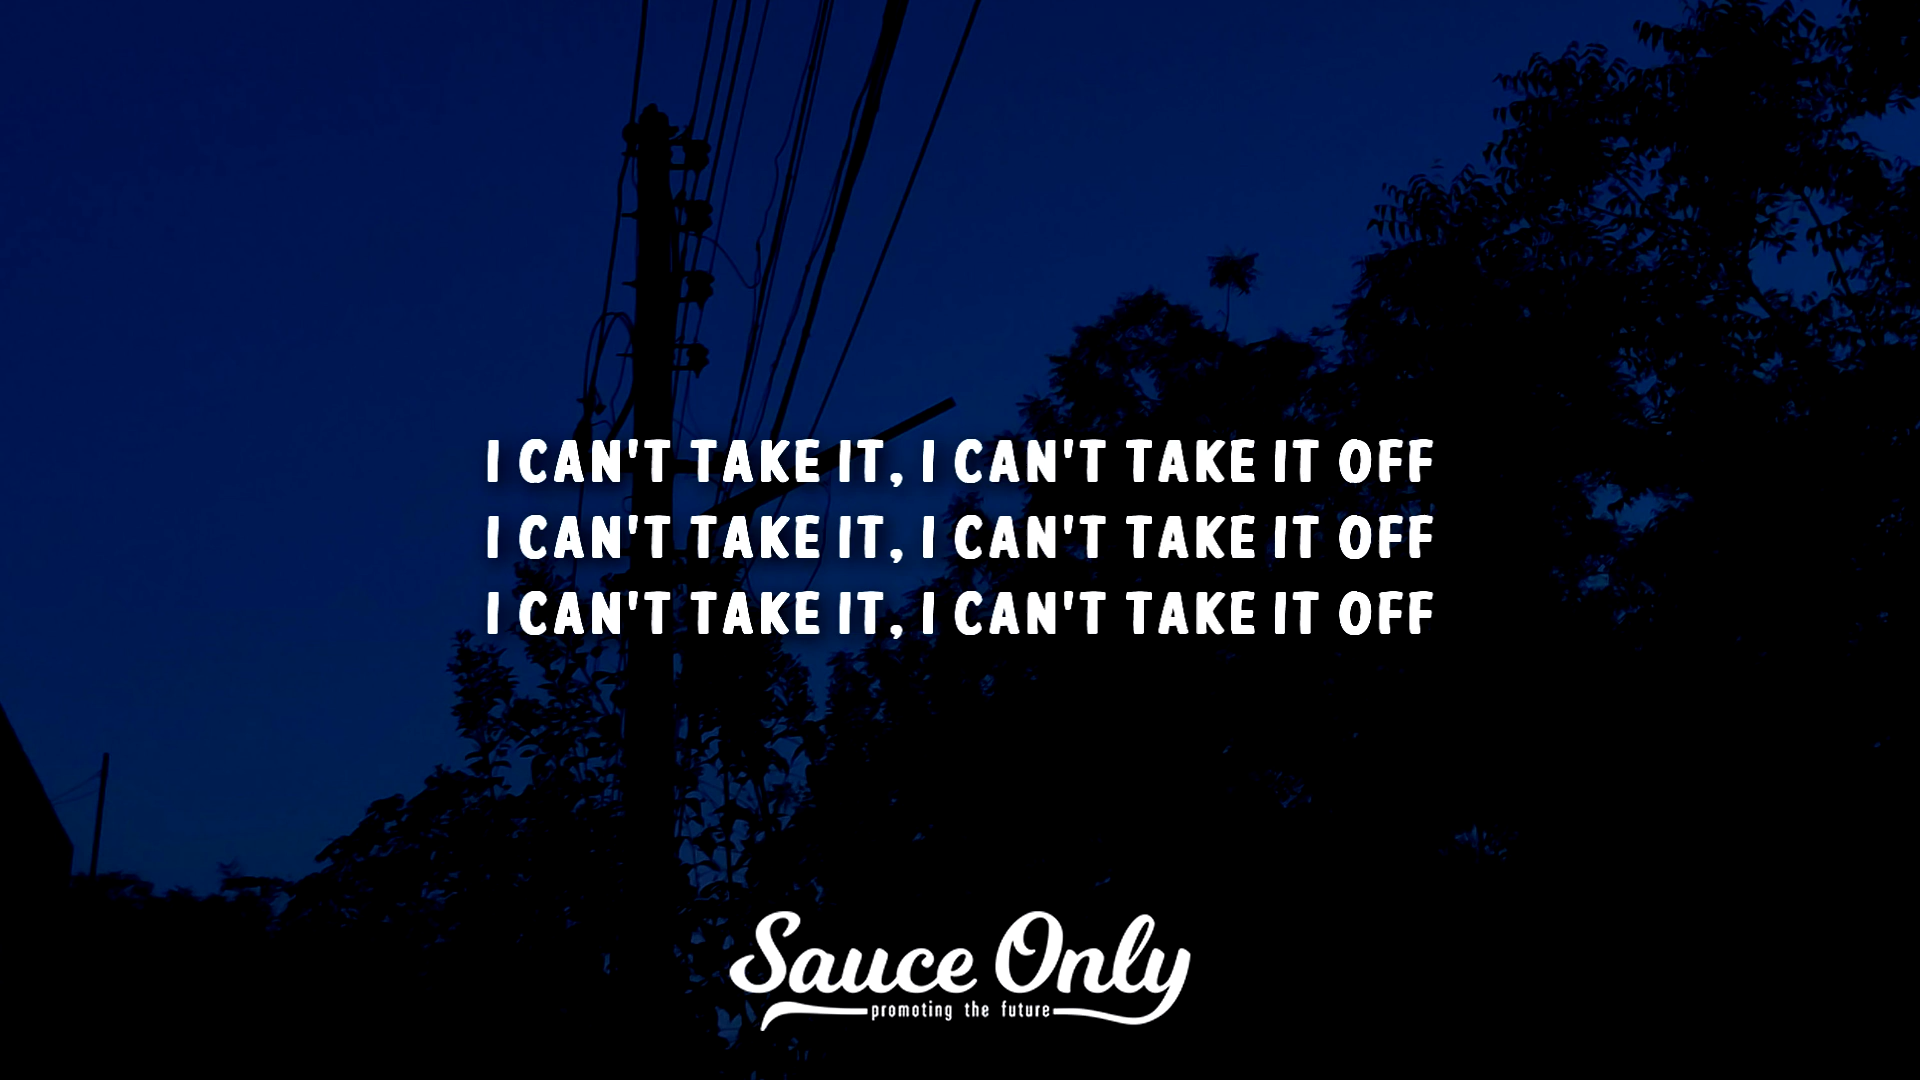 I CAN'T TAKE IT, I CAN'T TAKE IT OFF
I CAN'T TAKE IT, I CAN'T TAKE IT OFF
I CAN'T TAKE IT, I CAN'T TAKE IT OFF
Sauce Only
promoting the future